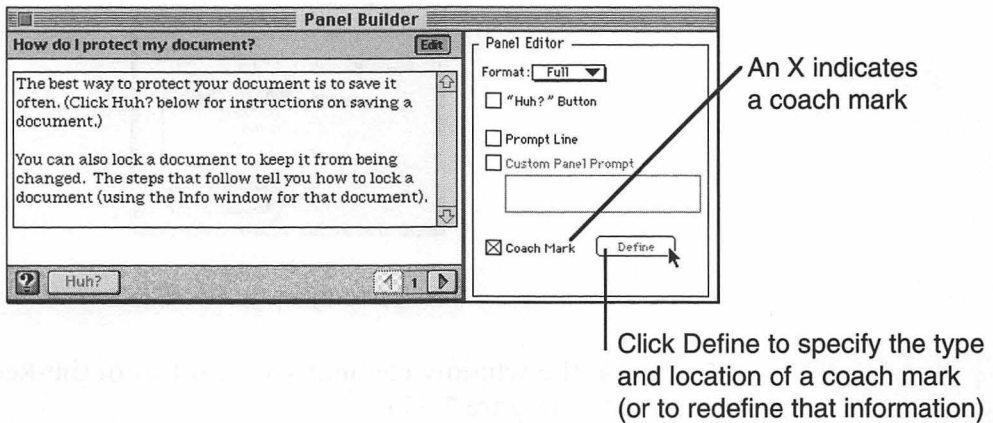 Panel Builder
How do I protect my document?
Edit
The best way to protect your document is to save it
often. (Click Huh? below for instructions on saving a
document.)
You can also lock a document to keep it from being
changed. The steps that follow tell you how to lock a
document (using the Info window for that document).
?
Huh?
1
Panel Editor
Format: Full
"Huh?" Button
Prompt Line
Custom Panel Prompt
Coach Mark
Define
An X indicates
a coach mark
Click Define to specify the type
and location of a coach mark
(or to redefine that information)